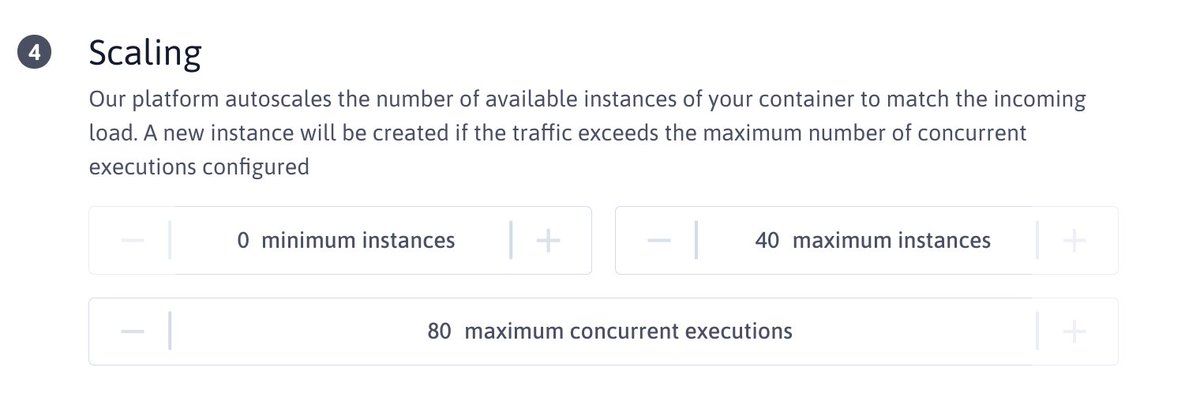 4 Scaling
Our platform autoscales the number of available instances of your container to match the incoming
load. A new instance will be created if the traffic exceeds the maximum number of concurrent
executions configured
− 0 minimum instances + − 40 maximum instances +
− 80 maximum concurrent executions +